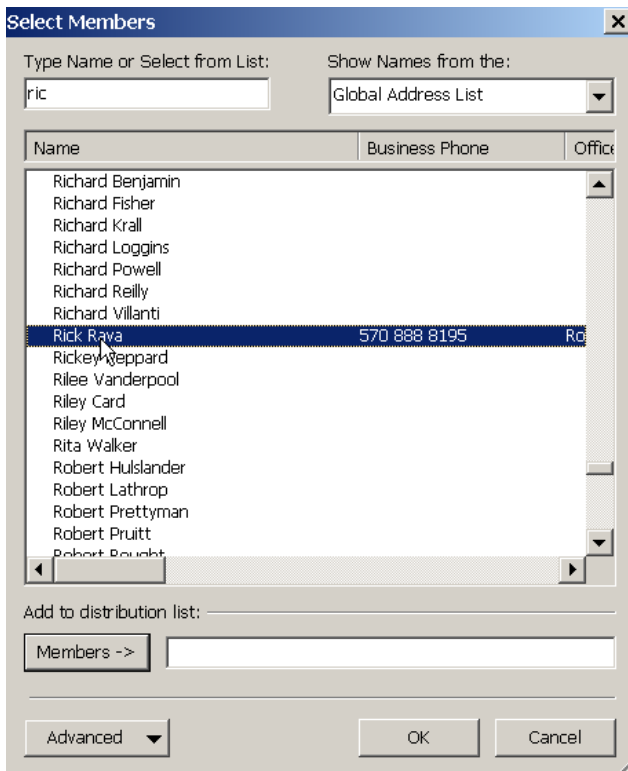 Select Members
Type Name or Select from List:
Show Names from the:
ric
Global Address List
Name Business Phone Office
Richard Benjamin
Richard Fisher
Richard Krall
Richard Loggins
Richard Powell
Richard Reilly
Richard Villanti
Rick Rava 570 888 8195 Ro
Rickey
Rilee Vanderpool
Riley Card
Riley McConnell
Rita Walker
Robert Hulslander
Robert Lathrop
Robert Prettyman
Robert Pruitt
Robert Rought
Add to distribution list:
Members ->
Advanced
OK
Cancel